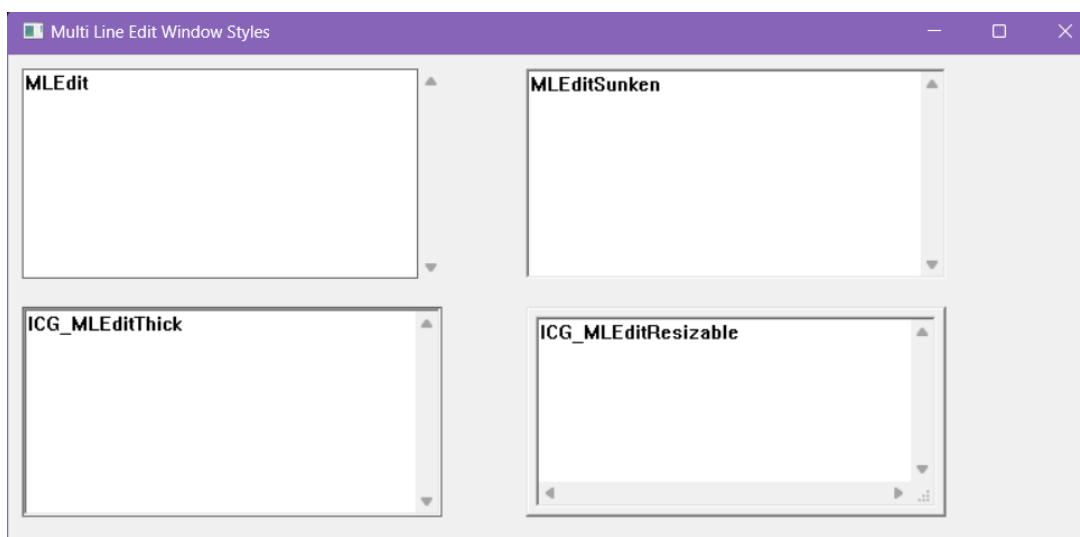 Multi Line Edit Window Styles
MLEdit
MLEditSunken
ICG_MLEditThick
ICG_MLEditResizable